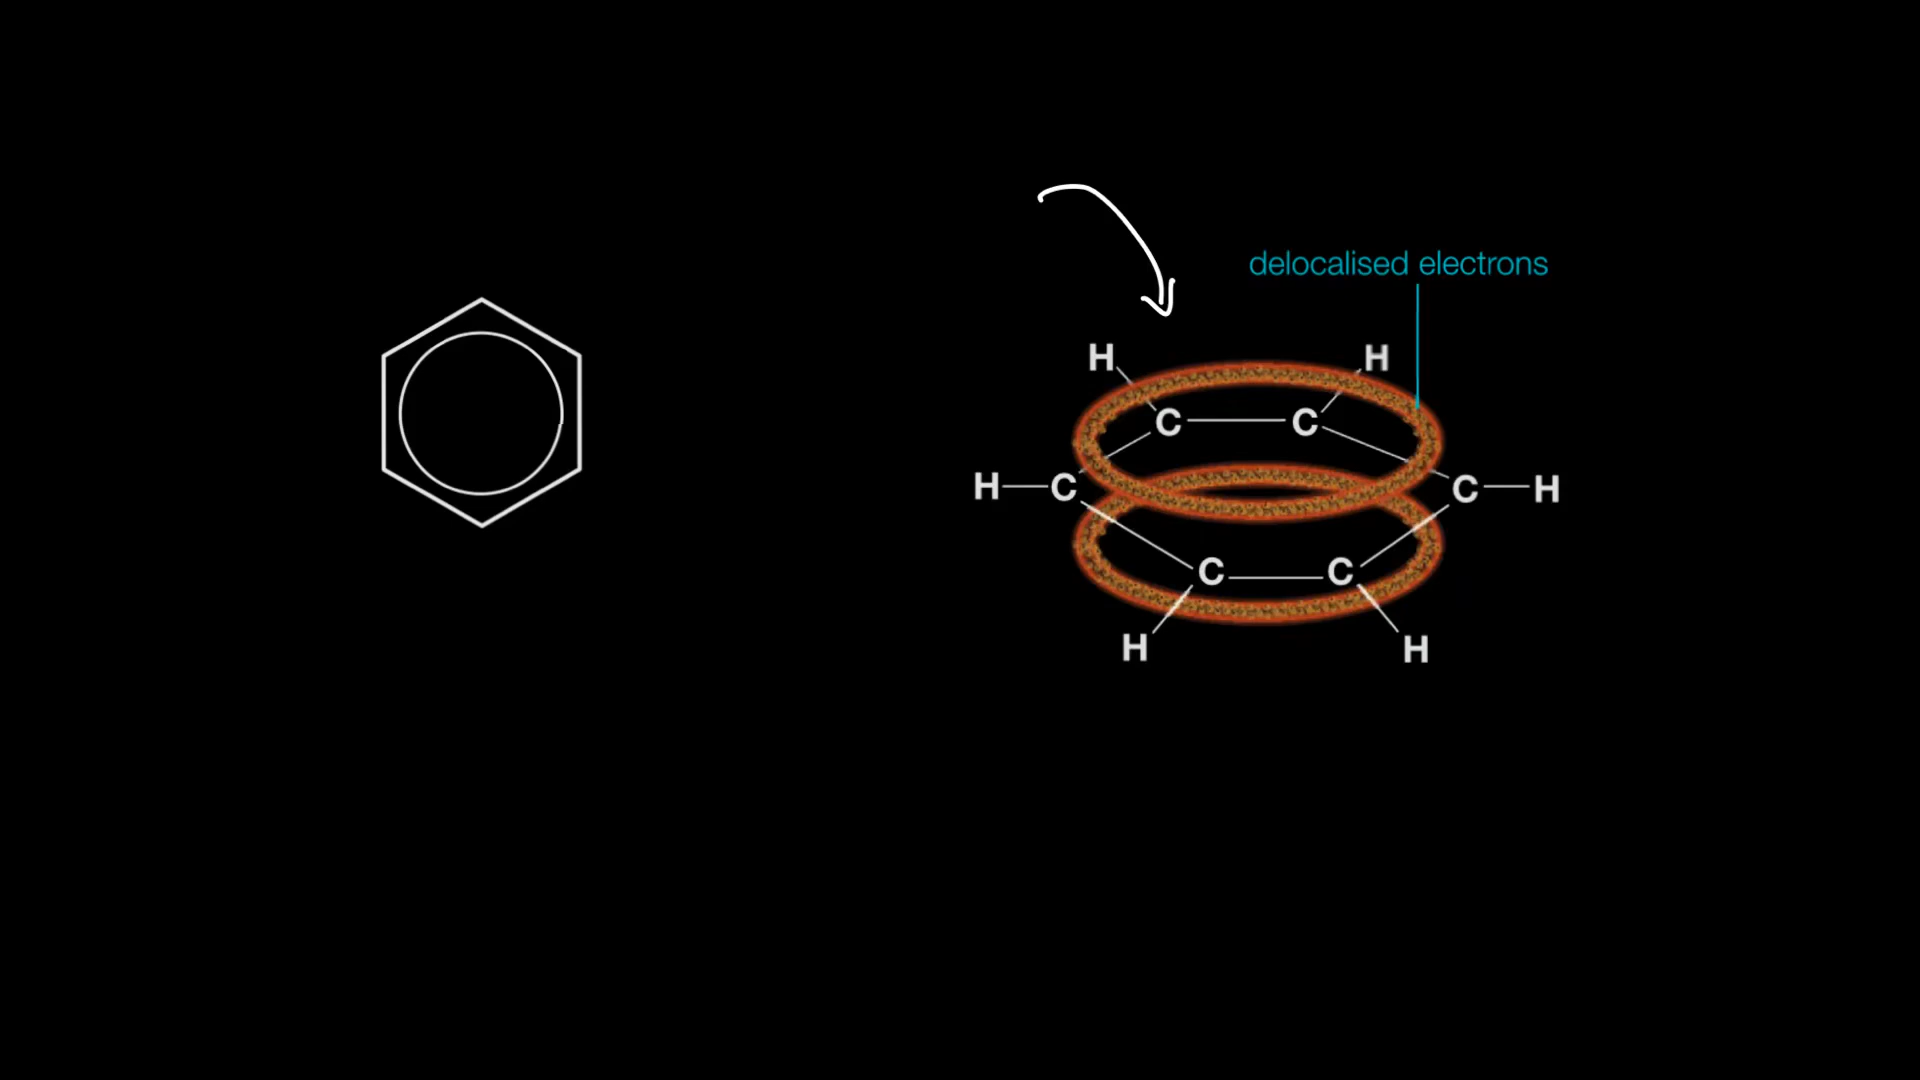 delocalised electrons
H H
C C
H C C H
C C
H H